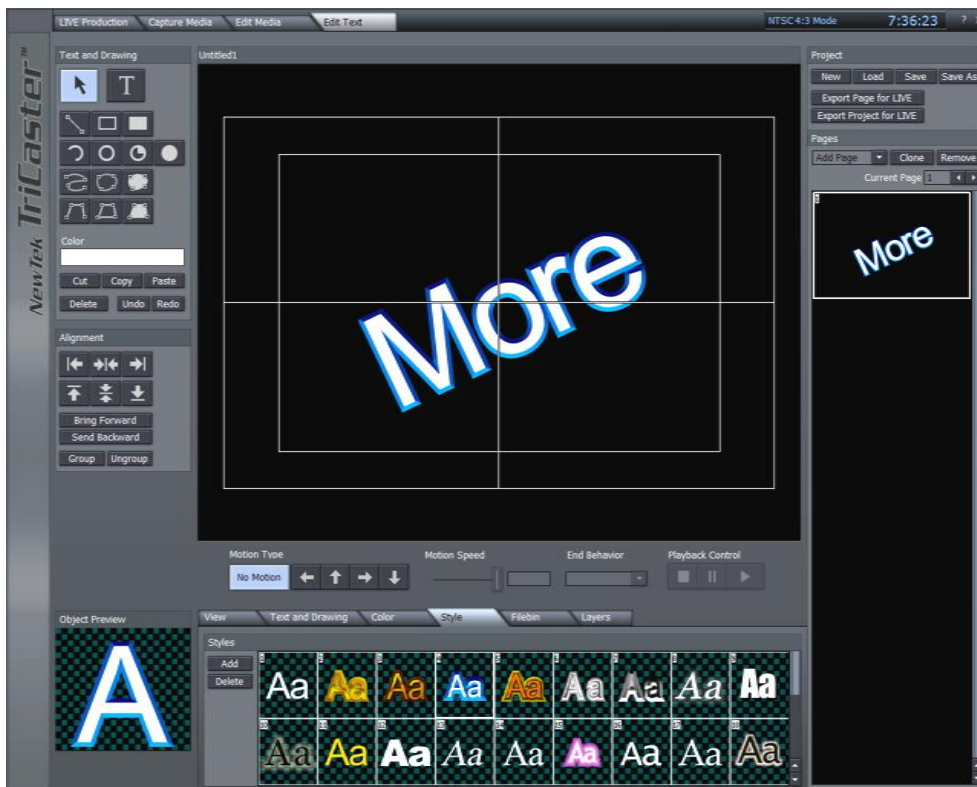 LIVE Production Capture Media Edit Media Edit Text NTSC 4:3 Mode 7:36:23 ?
NewTek TriCaster™
Text and Drawing
T
Color
Cut Copy Paste
Delete Undo Redo
Alignment
Bring Forward
Send Backward
Group Ungroup
Untitled1
More
Motion Type Motion Speed End Behavior Playback Control
No Motion
Project
New Load Save Save As
Export Page for LIVE
Export Project for LIVE
Pages
Add Page Clone Remove
Current Page 1
More
Object Preview
A
View Text and Drawing Color Style Filebin Layers
Styles
Add
Delete
Aa Aa Aa Aa Aa Aa Aa Aa Aa
Aa Aa Aa Aa Aa Aa Aa Aa Aa